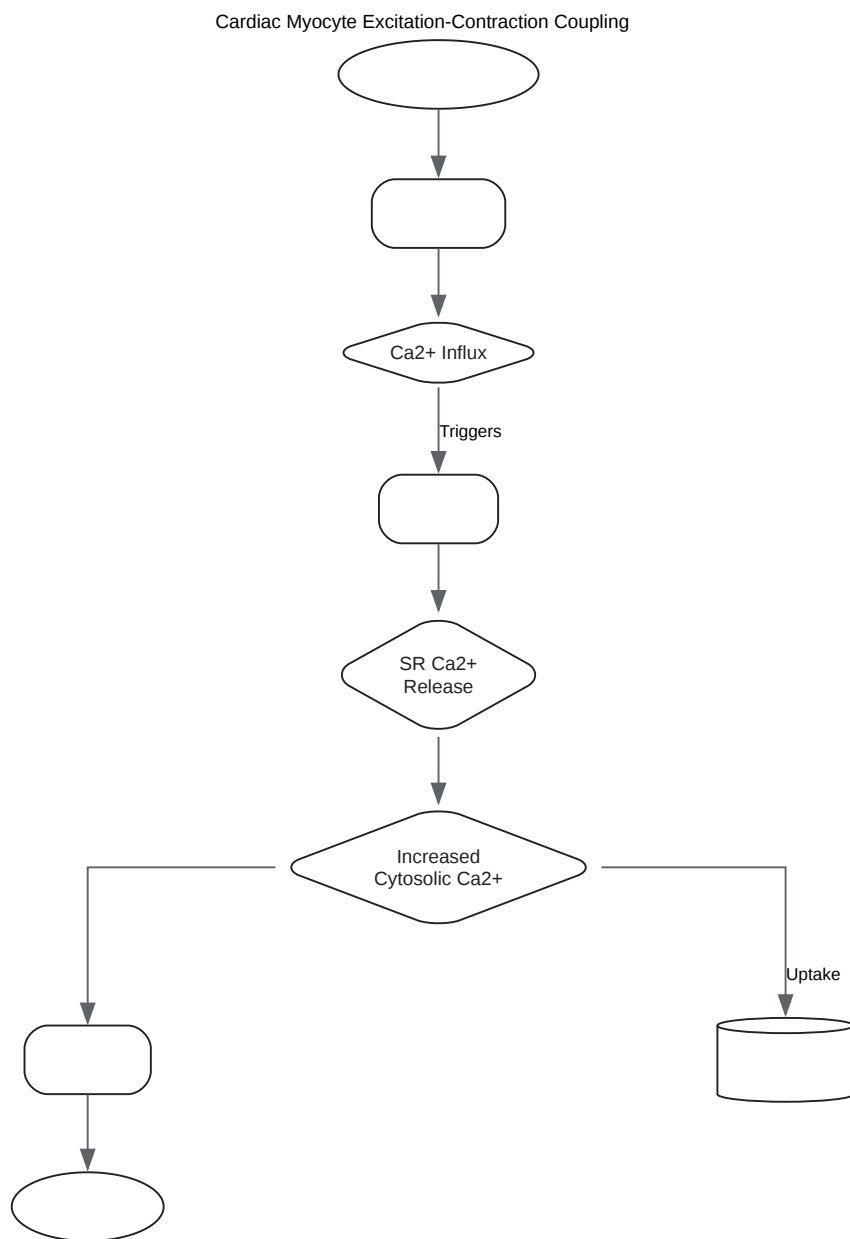 Cardiac Myocyte Excitation-Contraction Coupling
Ca2+ Influx
Triggers
SR Ca2+
Release
Increased
Cytosolic Ca2+
Uptake